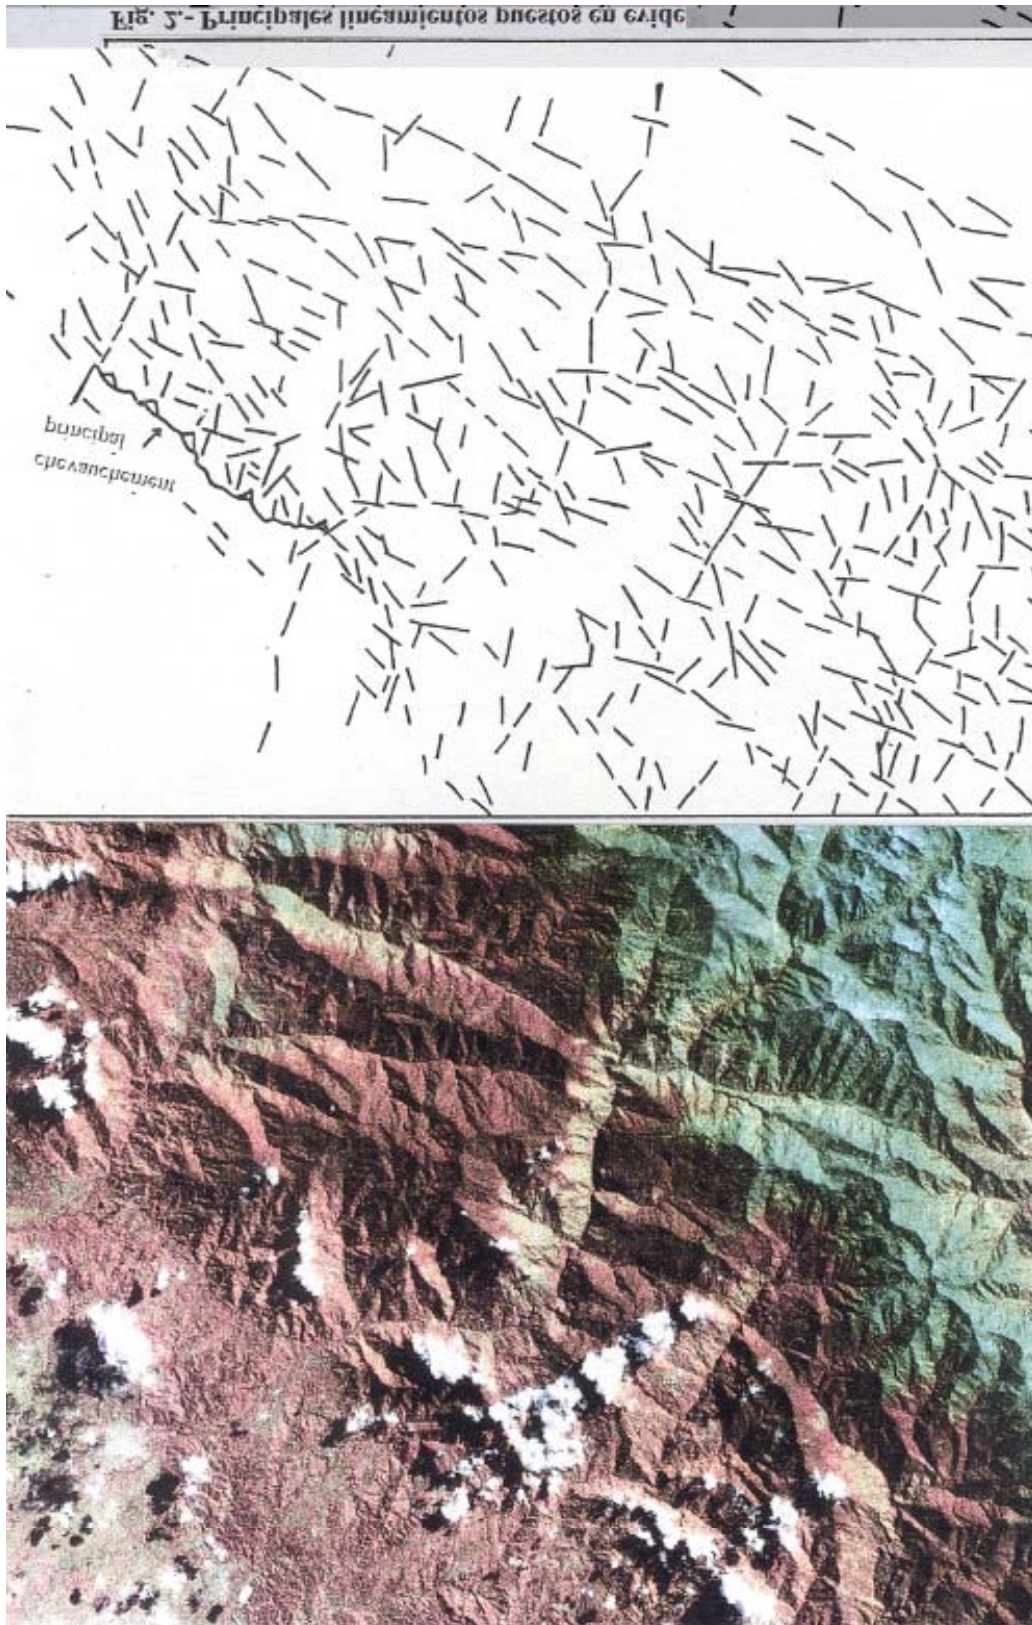 Fig. 2.- Principales lineamientos puestos en evide
principal
chevauchement